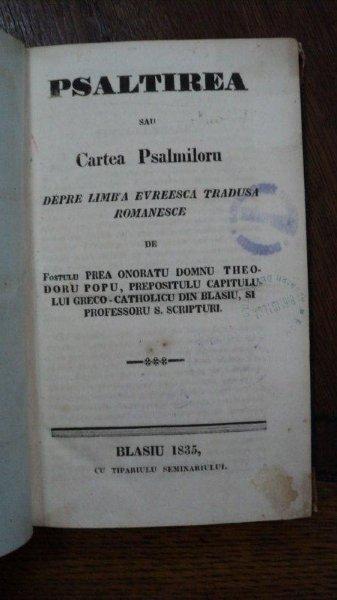 PSALTIREA
SAU
Cartea Psalmiloru
DEPRE LIMB'A EVREESCA TRADUSA
ROMANESCE
DE
FOSTULU PREA ONORATU DOMNU THEO-
DORU POPU, PREPOSITULU CAPITULU-
LUI GRECO-CATHOLICU DIN BLASIU, SI
PROFESSORU S. SCRIPTURI.
BLASIU 1835,
CU TIPARIULU SEMINARIULUI.